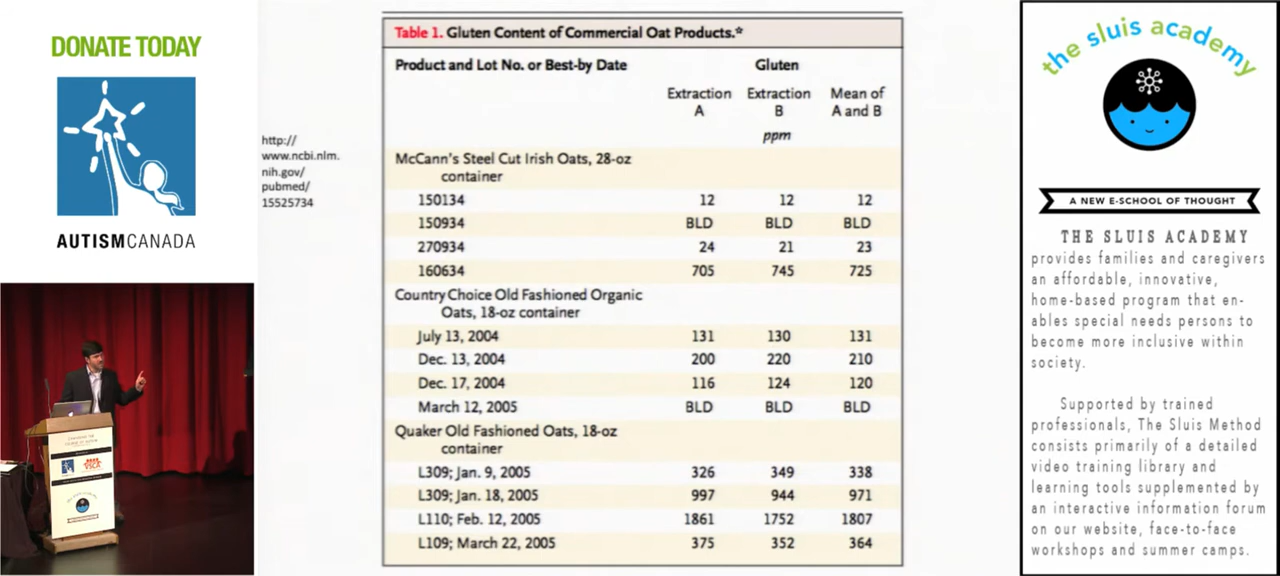 DONATE TODAY
AUTISMCANADA
http://
www.ncbi.nlm.
nih.gov/
pubmed/
15525734
Table 1. Gluten Content of Commercial Oat Products.*
Product and Lot No. or Best-by Date Gluten
Extraction A Extraction B Mean of A and B
ppm
McCann's Steel Cut Irish Oats, 28-oz
container
150134 12 12 12
150934 BLD BLD BLD
270934 24 21 23
160634 705 745 725
Country Choice Old Fashioned Organic
Oats, 18-oz container
July 13, 2004 131 130 131
Dec. 13, 2004 200 220 210
Dec. 17, 2004 116 124 120
March 12, 2005 BLD BLD BLD
Quaker Old Fashioned Oats, 18-oz
container
L309; Jan. 9, 2005 326 349 338
L309; Jan. 18, 2005 997 944 971
L110; Feb. 12, 2005 1861 1752 1807
L109; March 22, 2005 375 352 364
the sluis academy
A NEW E-SCHOOL OF THOUGHT
THE SLUIS ACADEMY
provides families and caregivers
an affordable, innovative,
home-based program that en-
ables special needs persons to
become more inclusive within
society.
Supported by trained
professionals, The Sluis Method
consists primarily of a detailed
video training library and
learning tools supplemented by
an interactive information forum
on our website, face-to-face
workshops and summer camps.